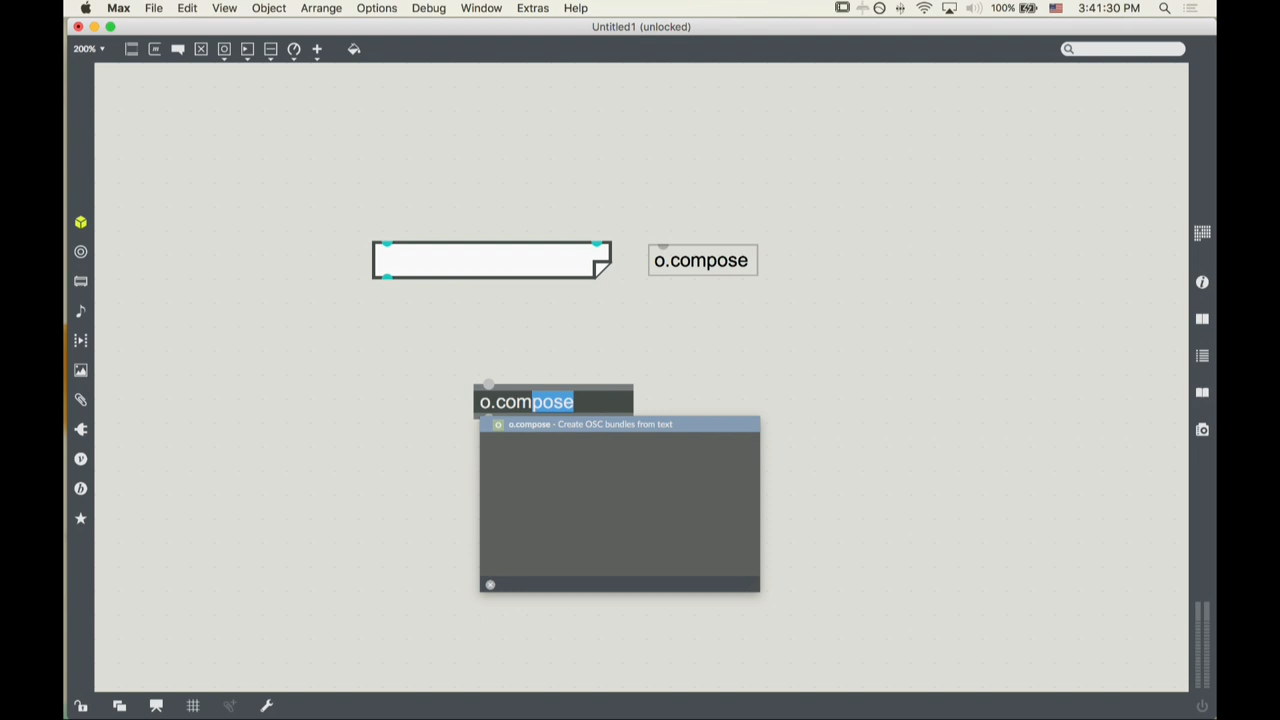 Max File Edit View Object Arrange Options Debug Window Extras Help 100% 3:41:30 PM
Untitled1 (unlocked)
200%
o.compose
o.compose
o.compose - Create OSC bundles from text